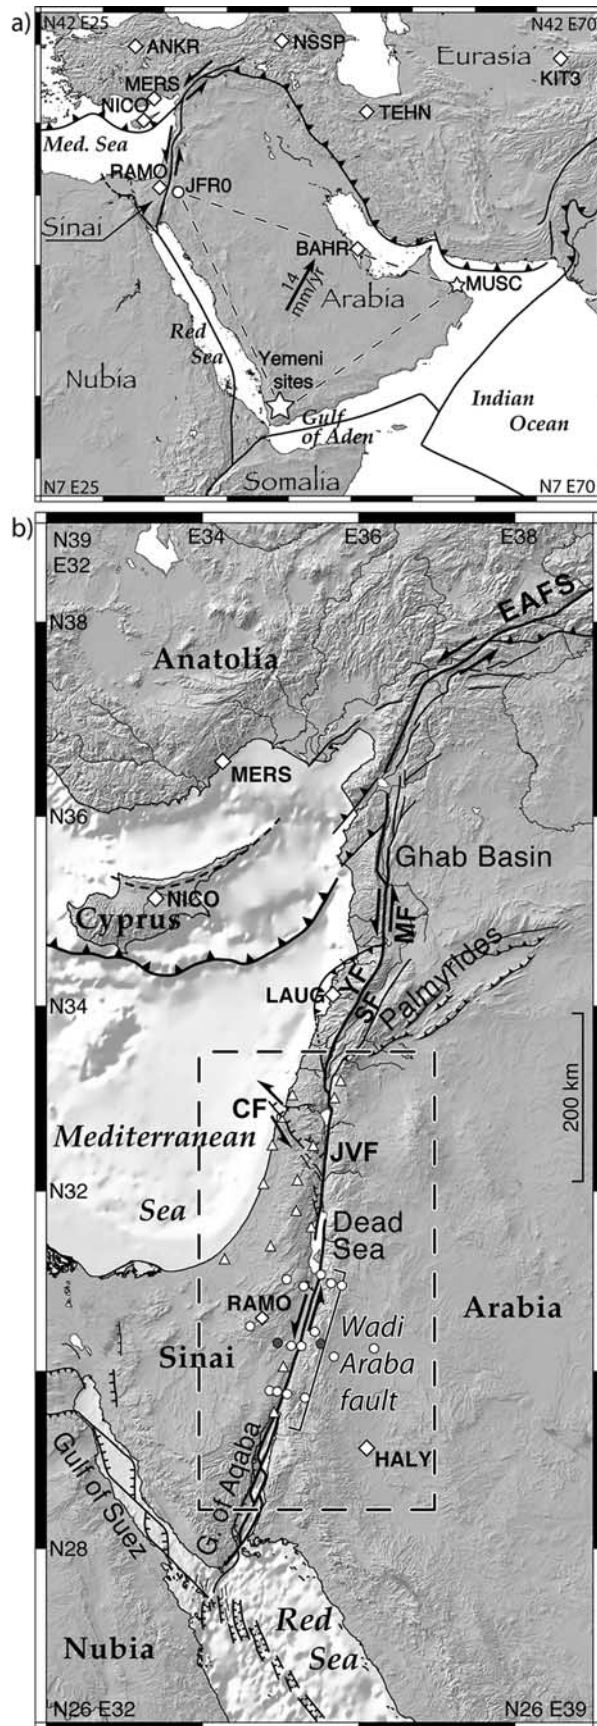 a)
N42 E25
N42 E70
ANKR
NSSP
Eurasia
KIT3
MERS
NICO
TEHN
Med. Sea
RAMO
JFR0
Sinai
BAHR
14
mm/yr
Arabia
MUSC
Red
Sea
Yemeni
sites
Nubia
Gulf
of Aden
Indian
Ocean
Somalia
N7 E25
N7 E70
b)
N39
E32
E34
E36
E38
EAFS
N38
Anatolia
MERS
N36
Ghab Basin
NICO
Cyprus
MF
YF
SF
Palmyrides
LAUG
N34
200 km
CF
Mediterranean
Sea
JVF
N32
Dead
Sea
RAMO
Arabia
Sinai
Wadi
Araba
fault
HALY
G. of Aqaba
Gulf of Suez
N28
Red
Sea
Nubia
N26 E32
N26 E39